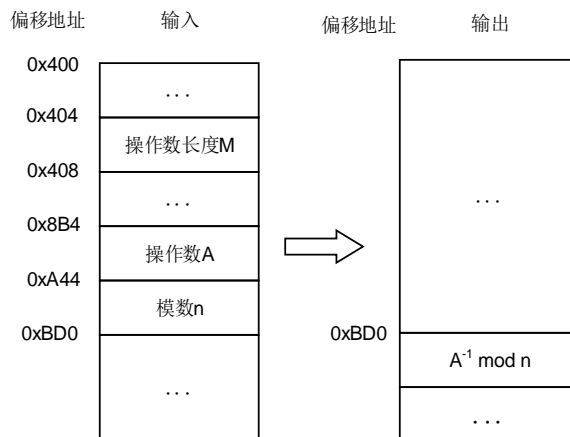 偏移地址 输入
0x400
...
0x404
操作数长度M
0x408
...
0x8B4
操作数A
0xA44
模数n
0xBD0
...
偏移地址 输出
...
0xBD0
A⁻¹ mod n
...